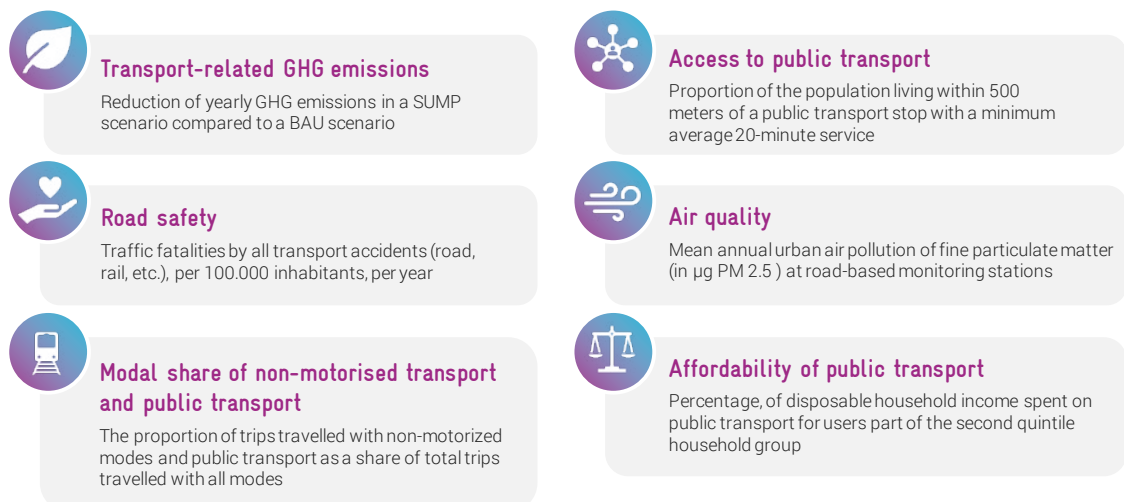 Transport-related GHG emissions
Reduction of yearly GHG emissions in a SUMP
scenario compared to a BAU scenario
Road safety
Traffic fatalities by all transport accidents (road,
rail, etc.), per 100.000 inhabitants, per year
Modal share of non-motorised transport
and public transport
The proportion of trips travelled with non-motorized
modes and public transport as a share of total trips
travelled with all modes
Access to public transport
Proportion of the population living within 500
meters of a public transport stop with a minimum
average 20-minute service
Air quality
Mean annual urban air pollution of fine particulate matter
(in µg PM 2.5 ) at road-based monitoring stations
Affordability of public transport
Percentage, of disposable household income spent on
public transport for users part of the second quintile
household group